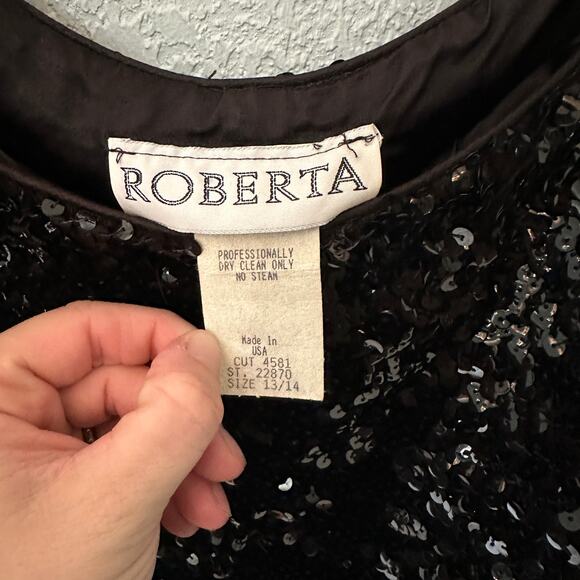 ROBERTA
PROFESSIONALLY
DRY CLEAN ONLY
NO STEAM
Made In
USA
CUT 4581
ST. 22870
SIZE 13/14